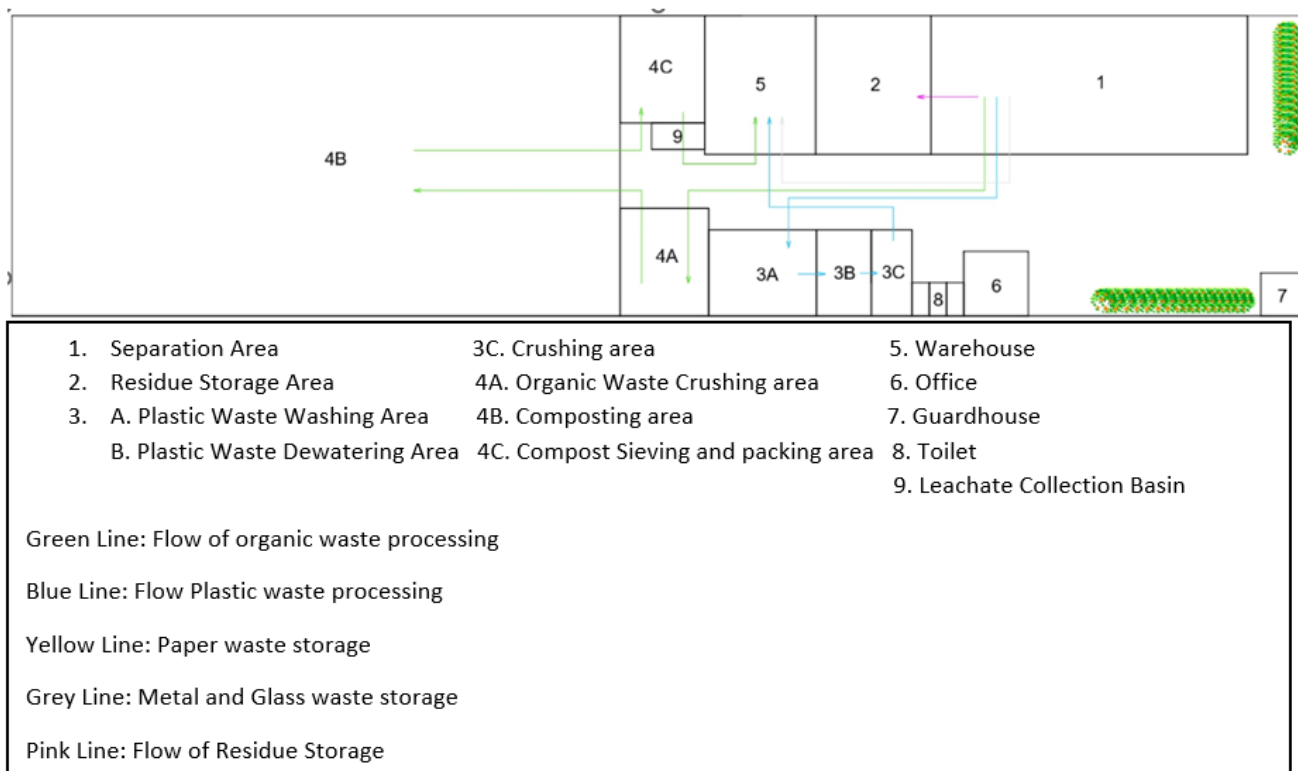 4C
5
2
1
9
4B
4A
3A
3B
3C
8
6
7
1. Separation Area 3C. Crushing area 5. Warehouse
2. Residue Storage Area 4A. Organic Waste Crushing area 6. Office
3. A. Plastic Waste Washing Area 4B. Composting area 7. Guardhouse
B. Plastic Waste Dewatering Area 4C. Compost Sieving and packing area 8. Toilet
9. Leachate Collection Basin
Green Line: Flow of organic waste processing
Blue Line: Flow Plastic waste processing
Yellow Line: Paper waste storage
Grey Line: Metal and Glass waste storage
Pink Line: Flow of Residue Storage